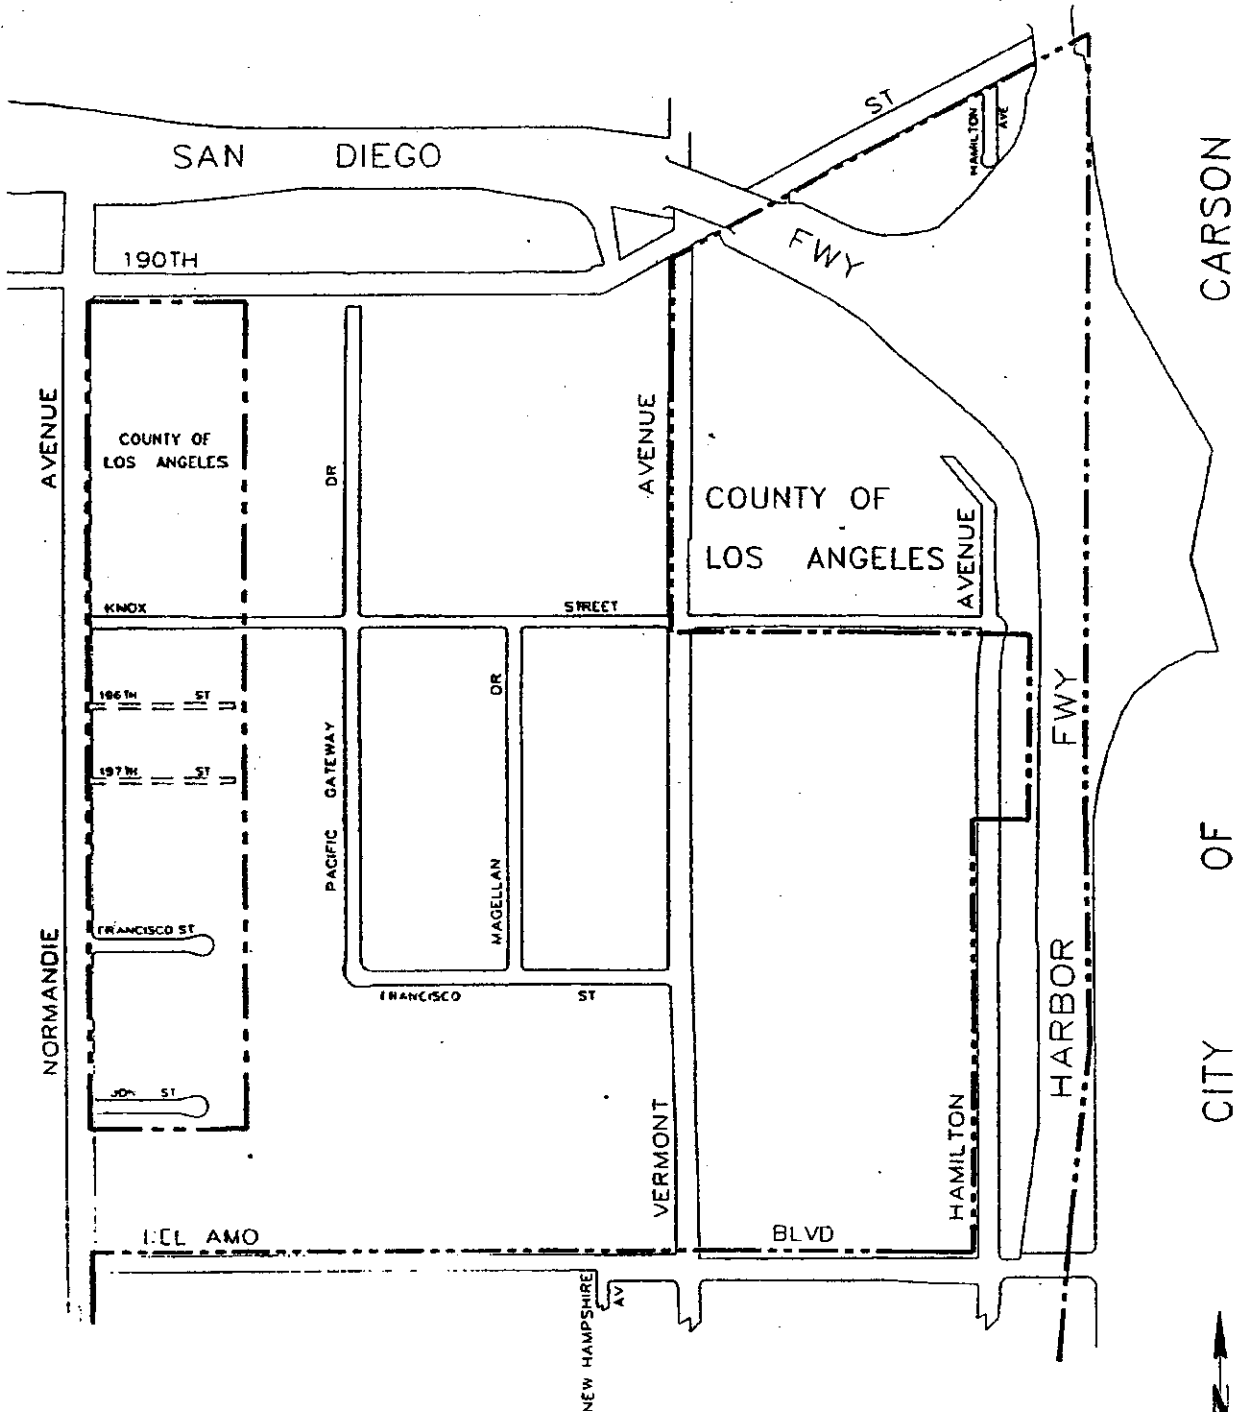 ST
HAMILTON
AVE
SAN DIEGO
FWY
190TH
CITY OF CARSON
NORMANDIE AVENUE
COUNTY OF
LOS ANGELES
PACIFIC GATEWAY DR
VERMONT AVENUE
COUNTY OF
LOS ANGELES
HAMILTON AVENUE
KNOX STREET
196TH ST
197TH ST
MAGELLAN DR
HARBOR FWY
FRANCISCO ST
FRANCISCO ST
ST
DEL AMO BLVD
NEW HAMPSHIRE
AV
N